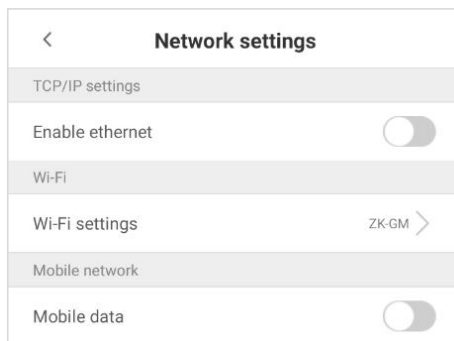 Network settings
TCP/IP settings
Enable ethernet
Wi-Fi
Wi-Fi settings ZK-GM
Mobile network
Mobile data